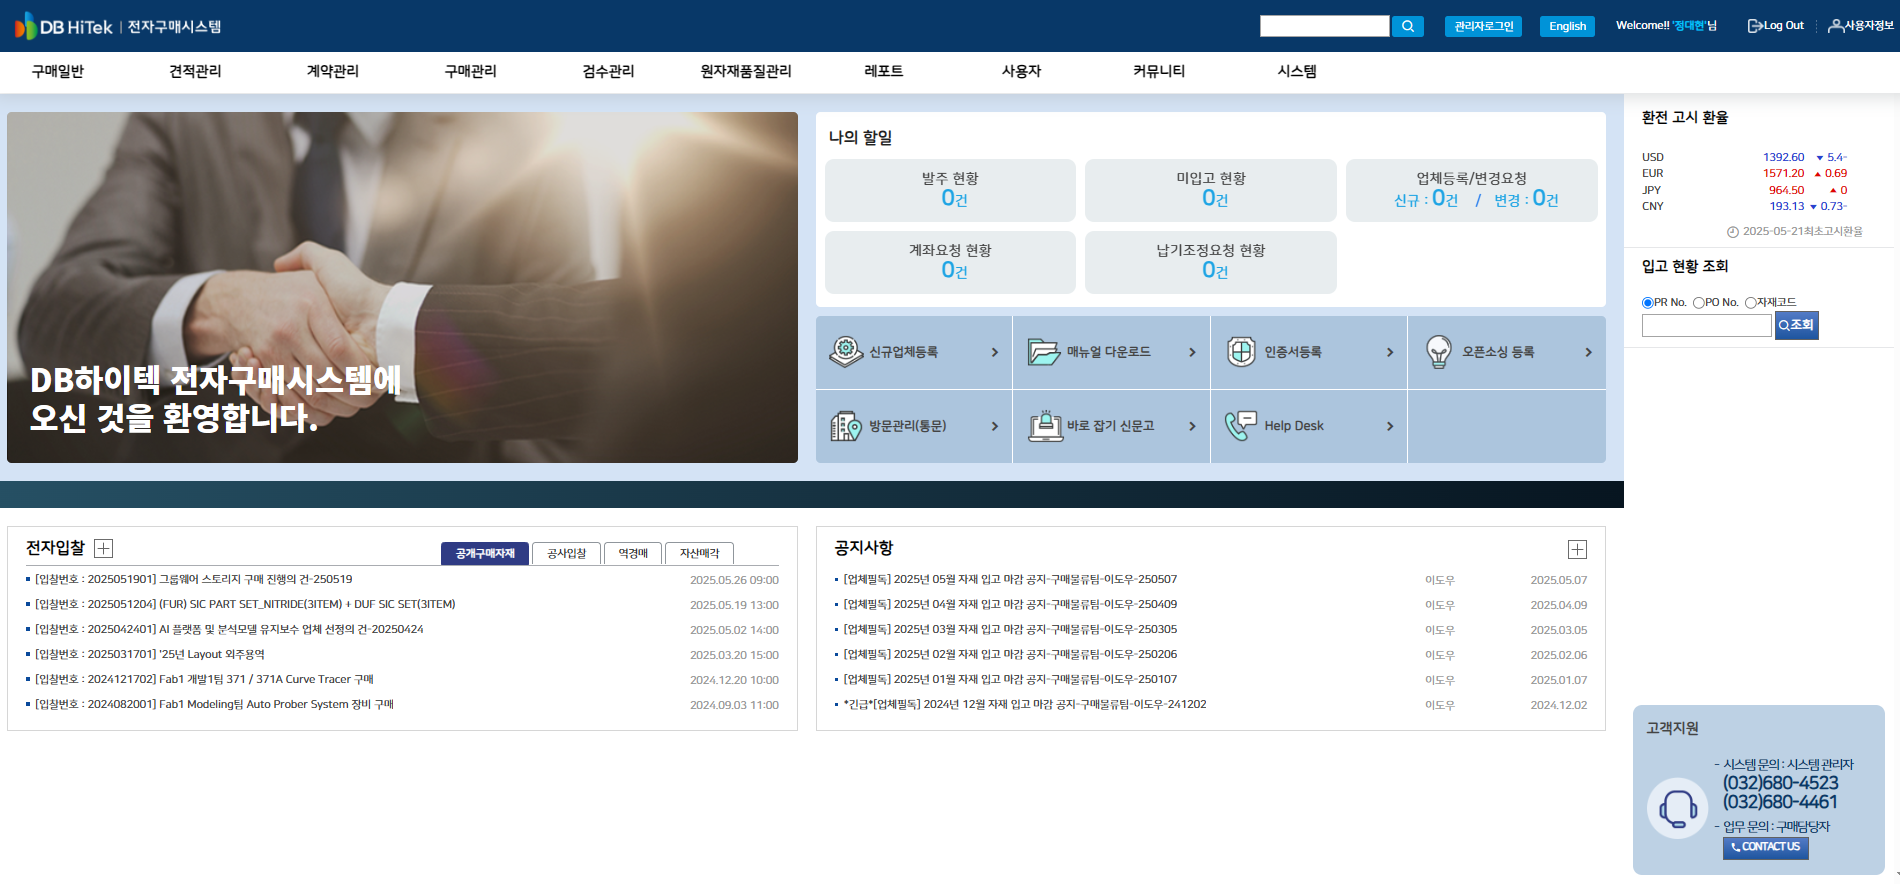 DB HiTek | 전자구매시스템
관리자로그인 English Welcome!! '정대현'님 Log Out 사용자정보
구매일반 견적관리 계약관리 구매관리 검수관리 원자재품질관리 레포트 사용자 커뮤니티 시스템
DB하이텍 전자구매시스템에
오신 것을 환영합니다.
나의 할일
발주 현황
0건
미입고 현황
0건
업체등록/변경요청
신규 : 0건 / 변경 : 0건
계좌요청 현황
0건
납기조정요청 현황
0건
신규업체등록
매뉴얼 다운로드
인증서등록
오픈소싱 등록
방문관리(통문)
바로 잡기 신문고
Help Desk
환전 고시 환율
USD 1392.60 ▼ 5.4-
EUR 1571.20 ▲ 0.69
JPY 964.50 ▲ 0
CNY 193.13 ▼ 0.73-
2025-05-21최초고시환율
입고 현황 조회
PR No. PO No. 자재코드
조회
전자입찰
공개구매자재 공사입찰 역경매 자산매각
[입찰번호 : 2025051901] 그룹웨어 스토리지 구매 진행의 건-250519 2025.05.26 09:00
[입찰번호 : 2025051204] (FUR) SIC PART SET_NITRIDE(3ITEM) + DUF SIC SET(3ITEM) 2025.05.19 13:00
[입찰번호 : 2025042401] AI 플랫폼 및 분석모델 유지보수 업체 선정의 건-20250424 2025.05.02 14:00
[입찰번호 : 2025031701] '25년 Layout 외주용역 2025.03.20 15:00
[입찰번호 : 2024121702] Fab1 개발1팀 371 / 371A Curve Tracer 구매 2024.12.20 10:00
[입찰번호 : 2024082001] Fab1 Modeling팀 Auto Prober System 장비 구매 2024.09.03 11:00
공지사항
[업체필독] 2025년 05월 자재 입고 마감 공지-구매물류팀-이도우-250507 이도우 2025.05.07
[업체필독] 2025년 04월 자재 입고 마감 공지-구매물류팀-이도우-250409 이도우 2025.04.09
[업체필독] 2025년 03월 자재 입고 마감 공지-구매물류팀-이도우-250305 이도우 2025.03.05
[업체필독] 2025년 02월 자재 입고 마감 공지-구매물류팀-이도우-250206 이도우 2025.02.06
[업체필독] 2025년 01월 자재 입고 마감 공지-구매물류팀-이도우-250107 이도우 2025.01.07
*긴급*[업체필독] 2024년 12월 자재 입고 마감 공지-구매물류팀-이도우-241202 이도우 2024.12.02
고객지원
- 시스템 문의 : 시스템 관리자
(032)680-4523
(032)680-4461
- 업무 문의 : 구매담당자
CONTACT US